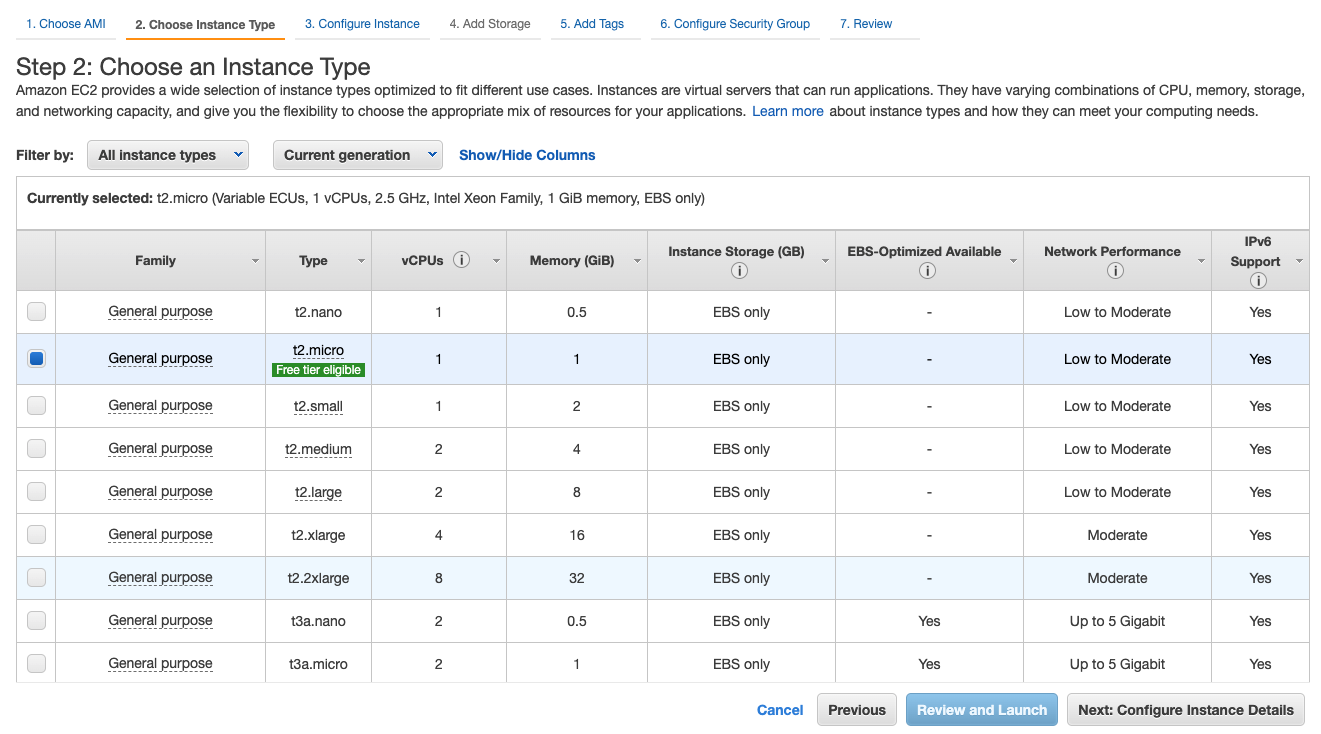 1. Choose AMI 2. Choose Instance Type 3. Configure Instance 4. Add Storage 5. Add Tags 6. Configure Security Group 7. Review
Step 2: Choose an Instance Type
Amazon EC2 provides a wide selection of instance types optimized to fit different use cases. Instances are virtual servers that can run applications. They have varying combinations of CPU, memory, storage,
and networking capacity, and give you the flexibility to choose the appropriate mix of resources for your applications. Learn more about instance types and how they can meet your computing needs.
Filter by: All instance types Current generation Show/Hide Columns
Currently selected: t2.micro (Variable ECUs, 1 vCPUs, 2.5 GHz, Intel Xeon Family, 1 GiB memory, EBS only)
Family Type vCPUs i Memory (GiB) Instance Storage (GB) i EBS-Optimized Available i Network Performance i IPv6 Support i
General purpose t2.nano 1 0.5 EBS only - Low to Moderate Yes
General purpose t2.micro Free tier eligible 1 1 EBS only - Low to Moderate Yes
General purpose t2.small 1 2 EBS only - Low to Moderate Yes
General purpose t2.medium 2 4 EBS only - Low to Moderate Yes
General purpose t2.large 2 8 EBS only - Low to Moderate Yes
General purpose t2.xlarge 4 16 EBS only - Moderate Yes
General purpose t2.2xlarge 8 32 EBS only - Moderate Yes
General purpose t3a.nano 2 0.5 EBS only Yes Up to 5 Gigabit Yes
General purpose t3a.micro 2 1 EBS only Yes Up to 5 Gigabit Yes
Cancel Previous Review and Launch Next: Configure Instance Details